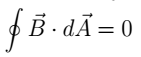 ∮ B⃗ · dA⃗ = 0